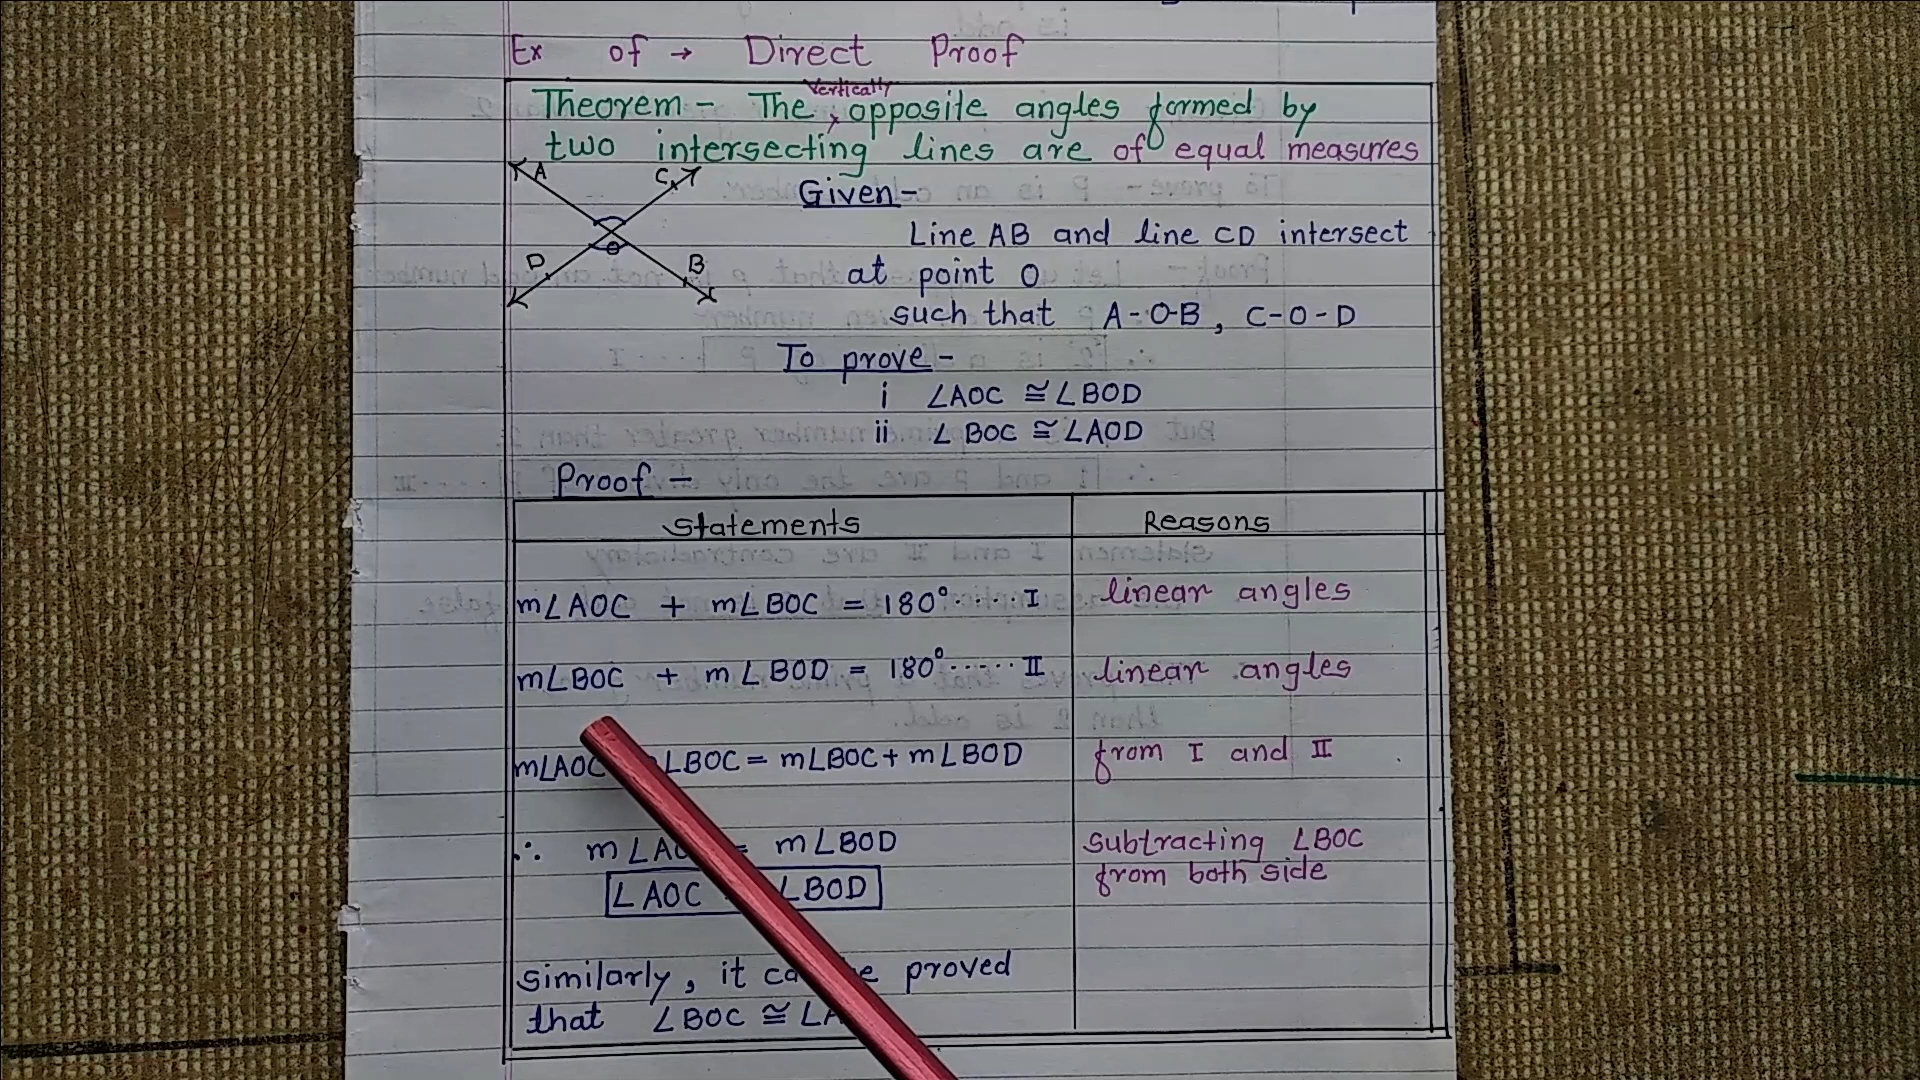 Ex of → Direct Proof
Vertically
Theorem - The opposite angles formed by
two intersecting lines are of equal measures
A C
D B
Given -
Line AB and line CD intersect
at point O
such that A-O-B, C-O-D
To prove -
i ∠AOC ≅ ∠BOD
ii ∠BOC ≅ ∠AOD
Proof -
Statements Reasons
m∠AOC + m∠BOC = 180°......I linear angles
m∠BOC + m∠BOD = 180°.....II linear angles
m∠AOC ∠BOC = m∠BOC + m∠BOD from I and II
∴ m∠AO = m∠BOD subtracting ∠BOC
from both side
∠AOC ∠BOD
similarly, it proved
that ∠BOC ≅